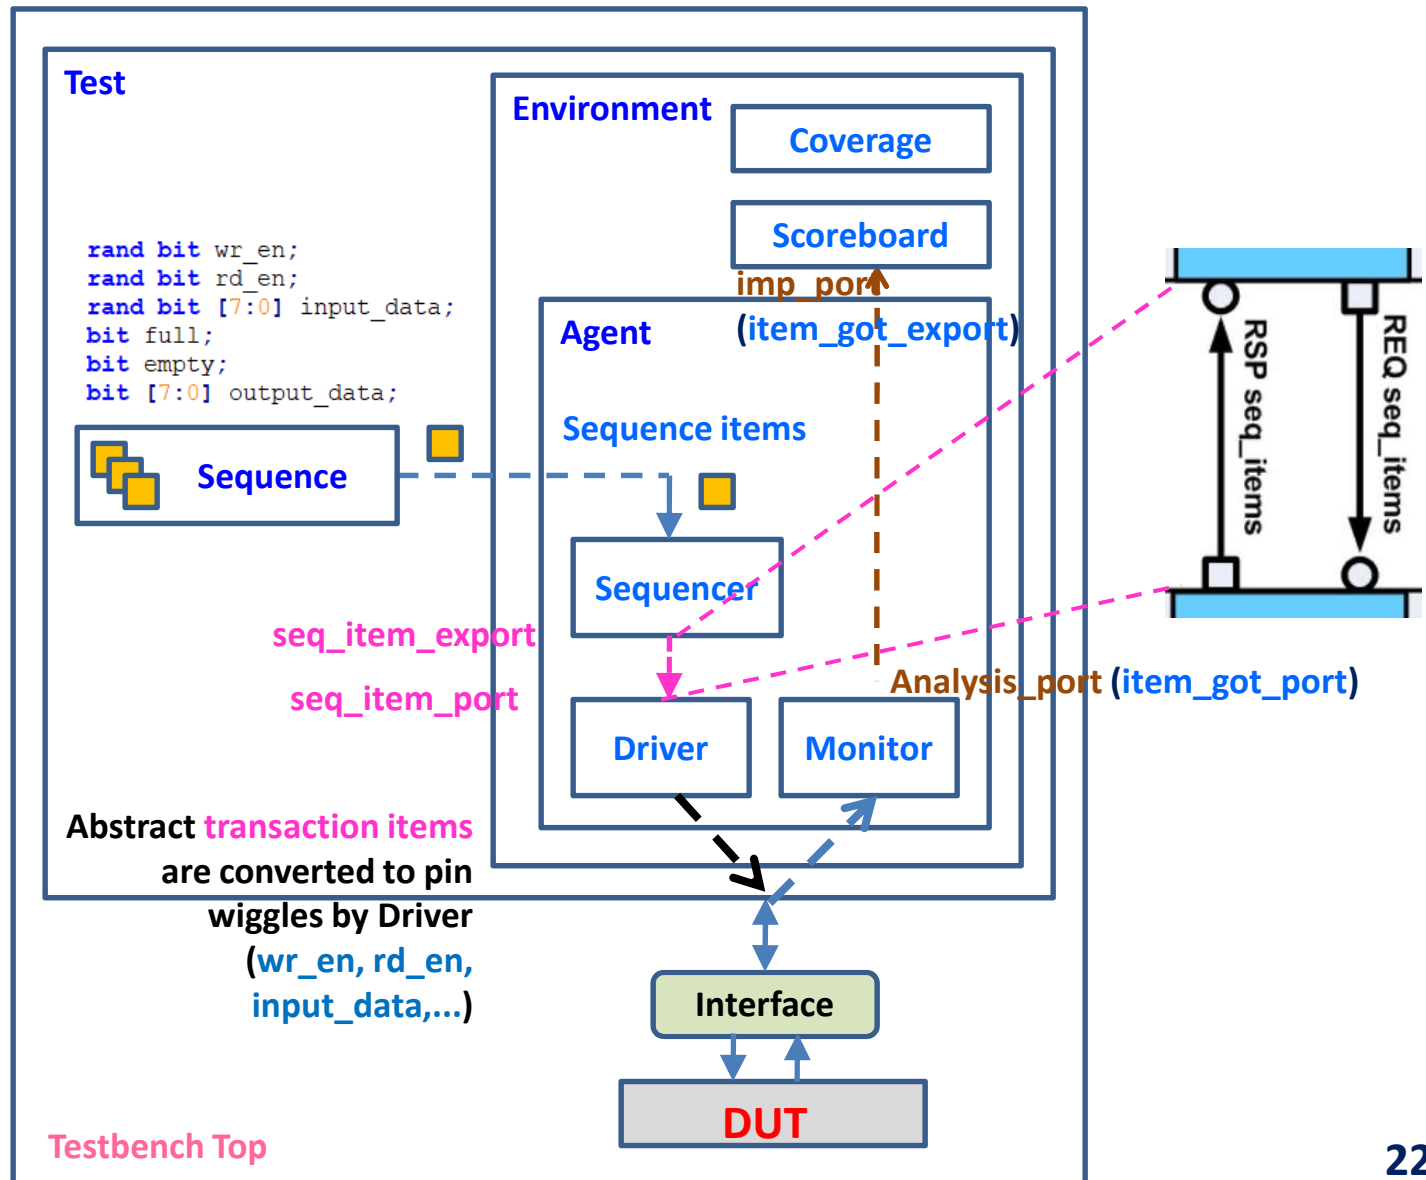 Test
Environment
Coverage
Scoreboard
rand bit wr_en;
rand bit rd_en;
rand bit [7:0] input_data;
bit full;
bit empty;
bit [7:0] output_data;
imp_port
(item_got_export)
Agent
Sequence items
Sequence
Sequencer
seq_item_export
seq_item_port
Analysis_port (item_got_port)
Driver
Monitor
RSP seq_items
REQ seq_items
Abstract transaction items
are converted to pin
wiggles by Driver
(wr_en, rd_en,
input_data,...)
Interface
DUT
Testbench Top
22